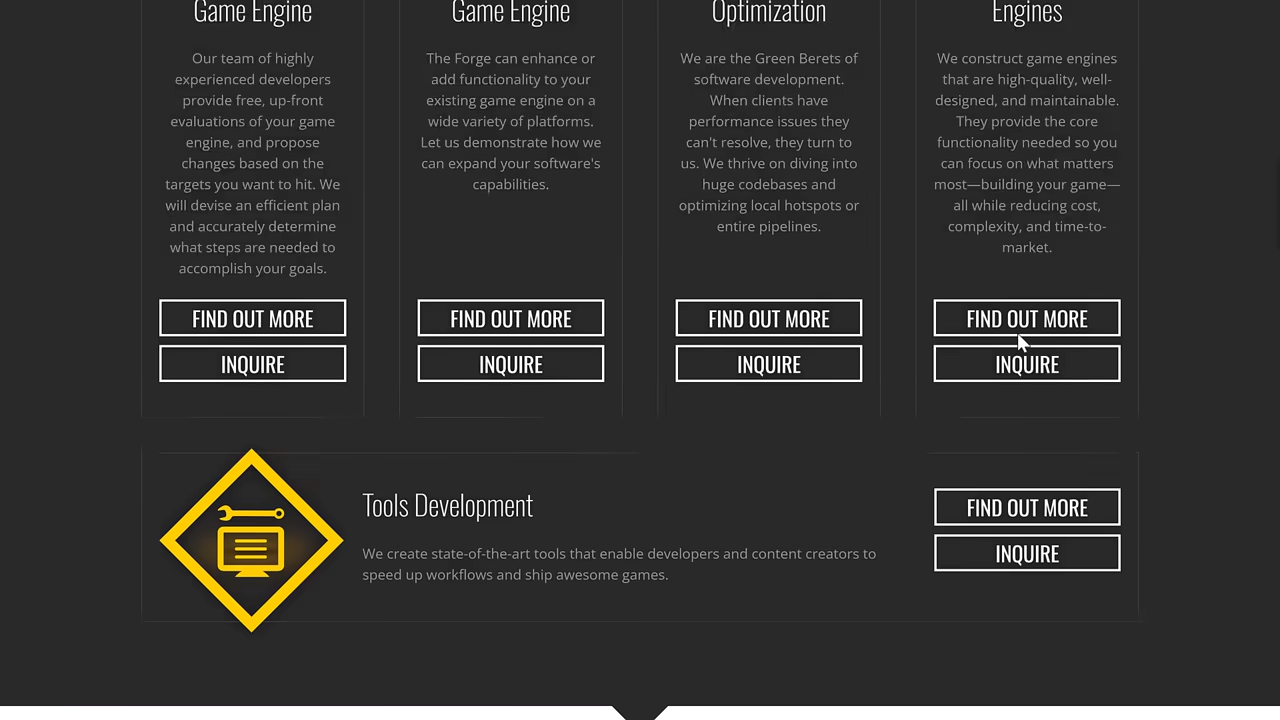 Game Engine
Our team of highly
experienced developers
provide free, up-front
evaluations of your game
engine, and propose
changes based on the
targets you want to hit. We
will devise an efficient plan
and accurately determine
what steps are needed to
accomplish your goals.
FIND OUT MORE
INQUIRE
Game Engine
The Forge can enhance or
add functionality to your
existing game engine on a
wide variety of platforms.
Let us demonstrate how we
can expand your software's
capabilities.
FIND OUT MORE
INQUIRE
Optimization
We are the Green Berets of
software development.
When clients have
performance issues they
can't resolve, they turn to
us. We thrive on diving into
huge codebases and
optimizing local hotspots or
entire pipelines.
FIND OUT MORE
INQUIRE
Engines
We construct game engines
that are high-quality, well-
designed, and maintainable.
They provide the core
functionality needed so you
can focus on what matters
most—building your game—
all while reducing cost,
complexity, and time-to-
market.
FIND OUT MORE
INQUIRE
Tools Development
We create state-of-the-art tools that enable developers and content creators to
speed up workflows and ship awesome games.
FIND OUT MORE
INQUIRE